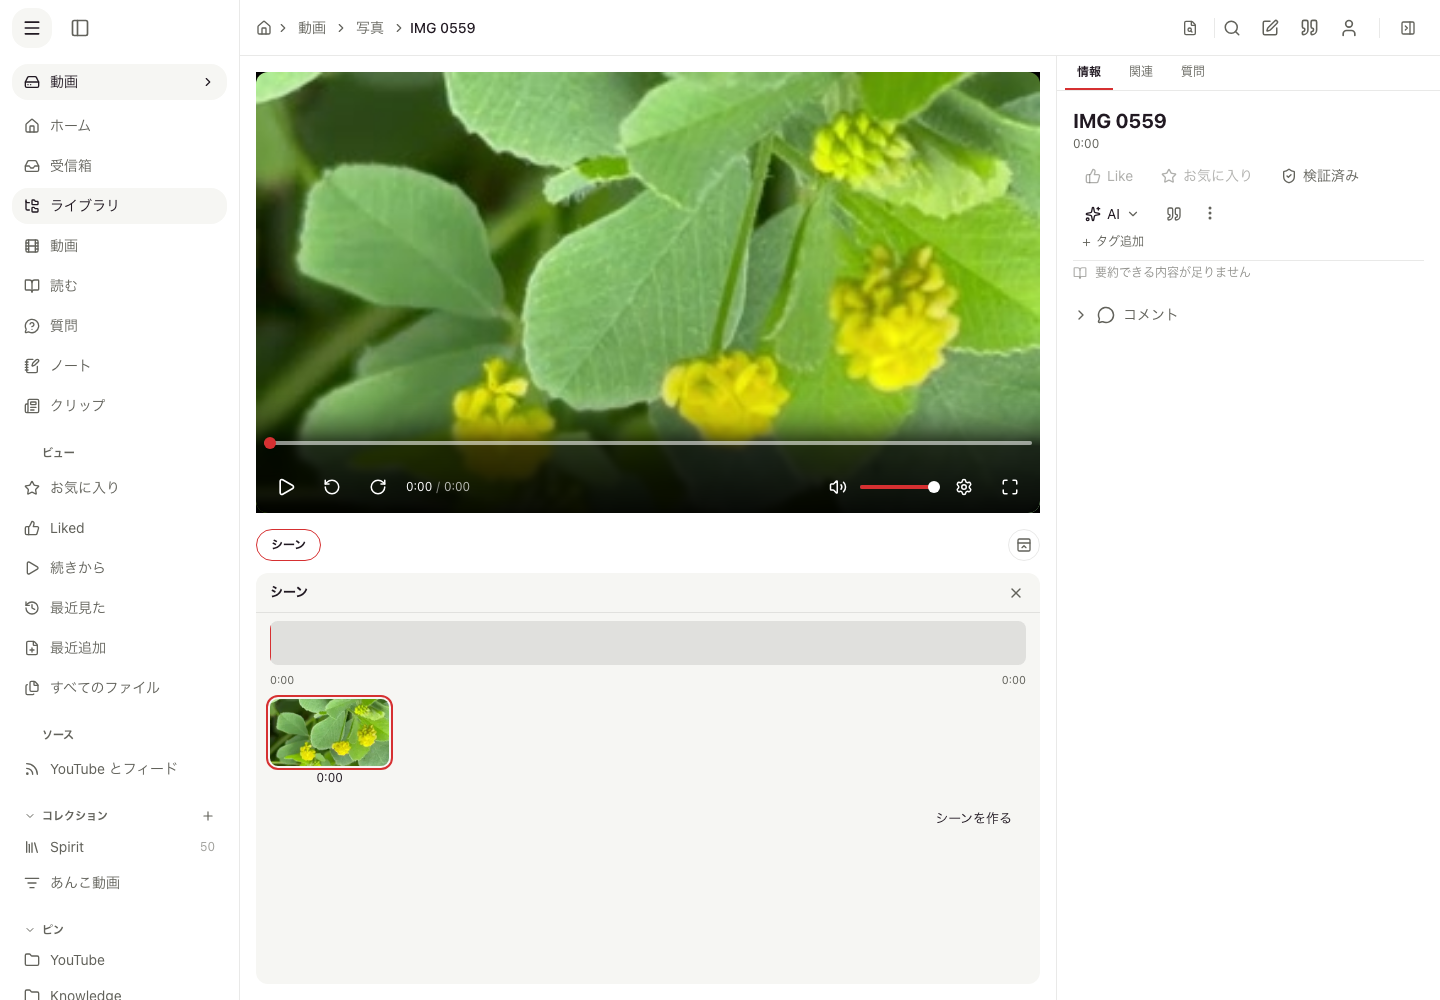 動画
ホーム
受信箱
ライブラリ
動画
読む
質問
ノート
クリップ
ビュー
お気に入り
Liked
続きから
最近見た
最近追加
すべてのファイル
ソース
YouTube とフィード
コレクション
Spirit 50
あんこ動画
ピン
YouTube
Knowledge
動画 写真 IMG 0559
0:00 / 0:00
シーン
シーン
0:00 0:00
0:00
シーンを作る
情報 関連 質問
IMG 0559
0:00
Like お気に入り 検証済み
AI
+ タグ追加
要約できる内容が足りません
コメント